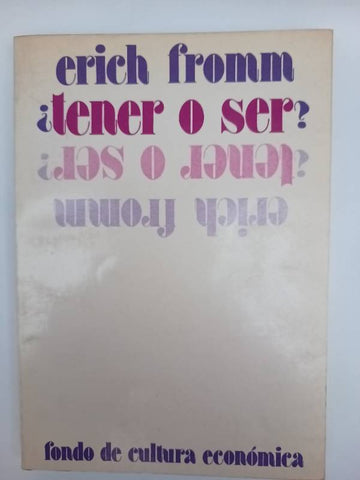 erich fromm
¿tener o ser?
¿tener o ser?
erich fromm
fondo de cultura económica